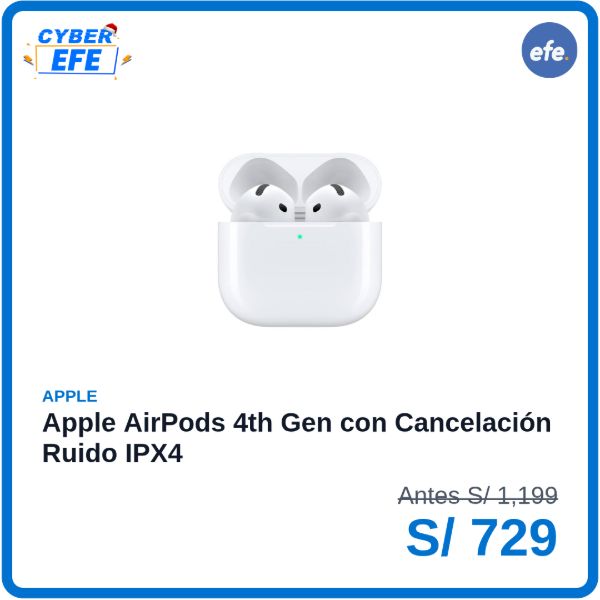 CYBER
EFE
efe.
APPLE
Apple AirPods 4th Gen con Cancelación
Ruido IPX4
Antes S/ 1,199
S/ 729